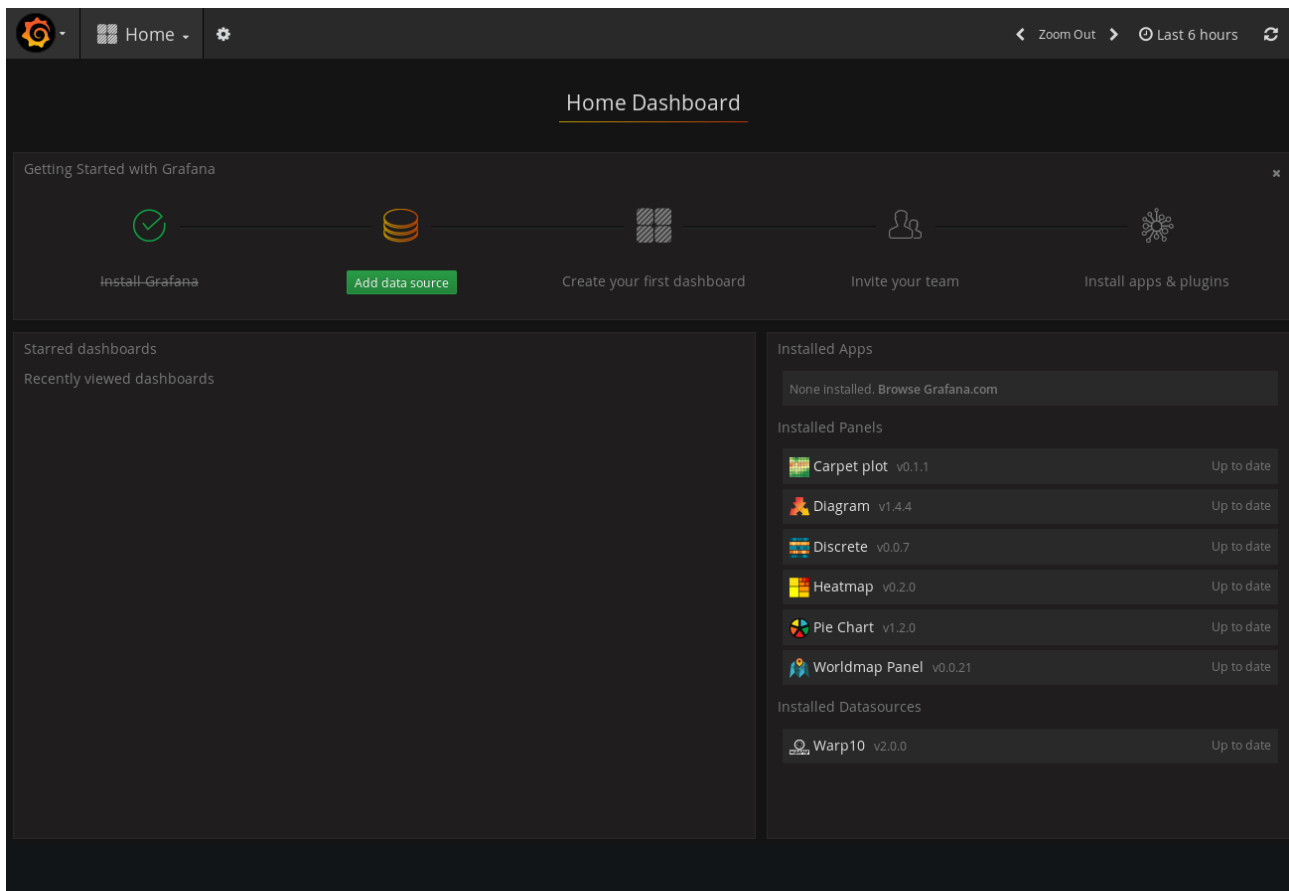 Home
Zoom Out
Last 6 hours
Home Dashboard
Getting Started with Grafana
Install Grafana
Add data source
Create your first dashboard
Invite your team
Install apps & plugins
Starred dashboards
Recently viewed dashboards
Installed Apps
None installed. Browse Grafana.com
Installed Panels
Carpet plot v0.1.1 Up to date
Diagram v1.4.4 Up to date
Discrete v0.0.7 Up to date
Heatmap v0.2.0 Up to date
Pie Chart v1.2.0 Up to date
Worldmap Panel v0.0.21 Up to date
Installed Datasources
Warp10 v2.0.0 Up to date